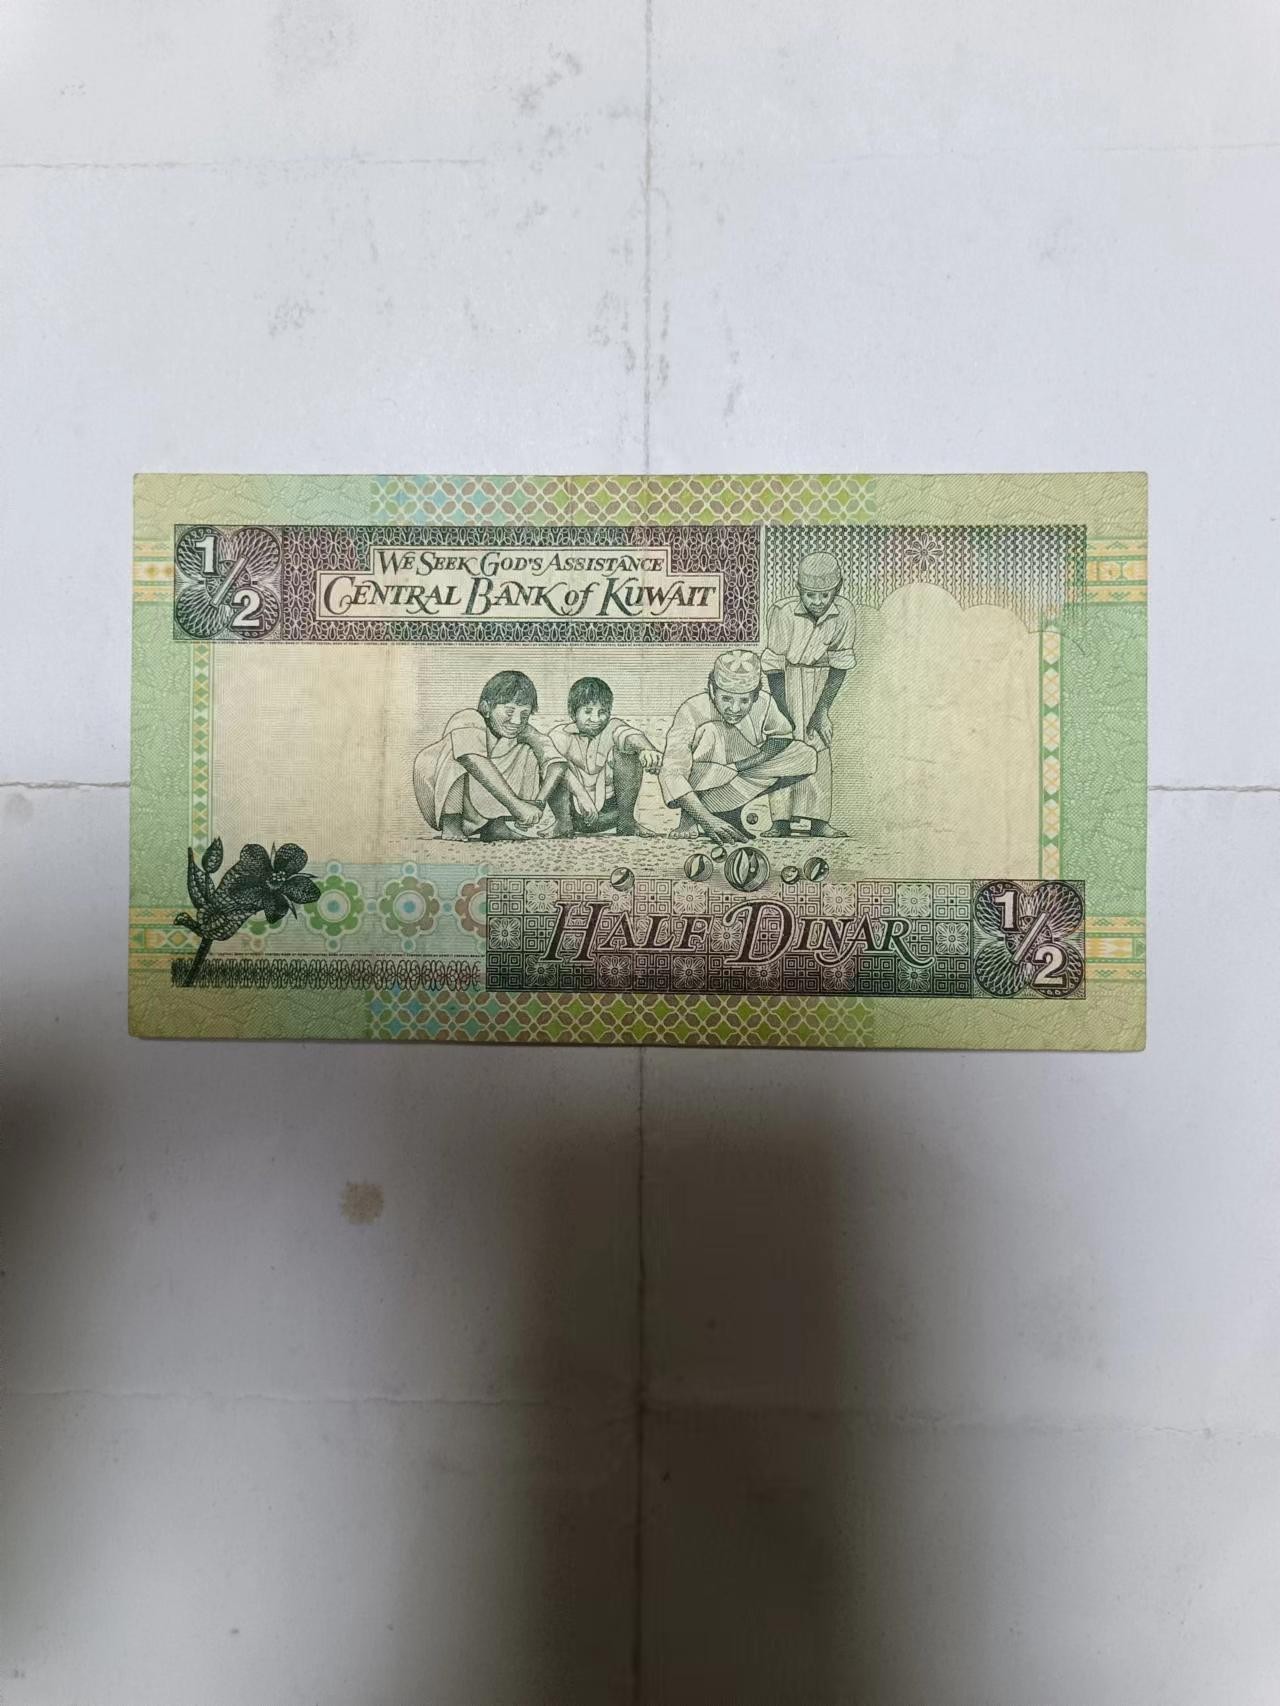 1/2
WE SEEK GOD'S ASSISTANCE
CENTRAL BANK of KUWAIT
HALF DINAR
1/2